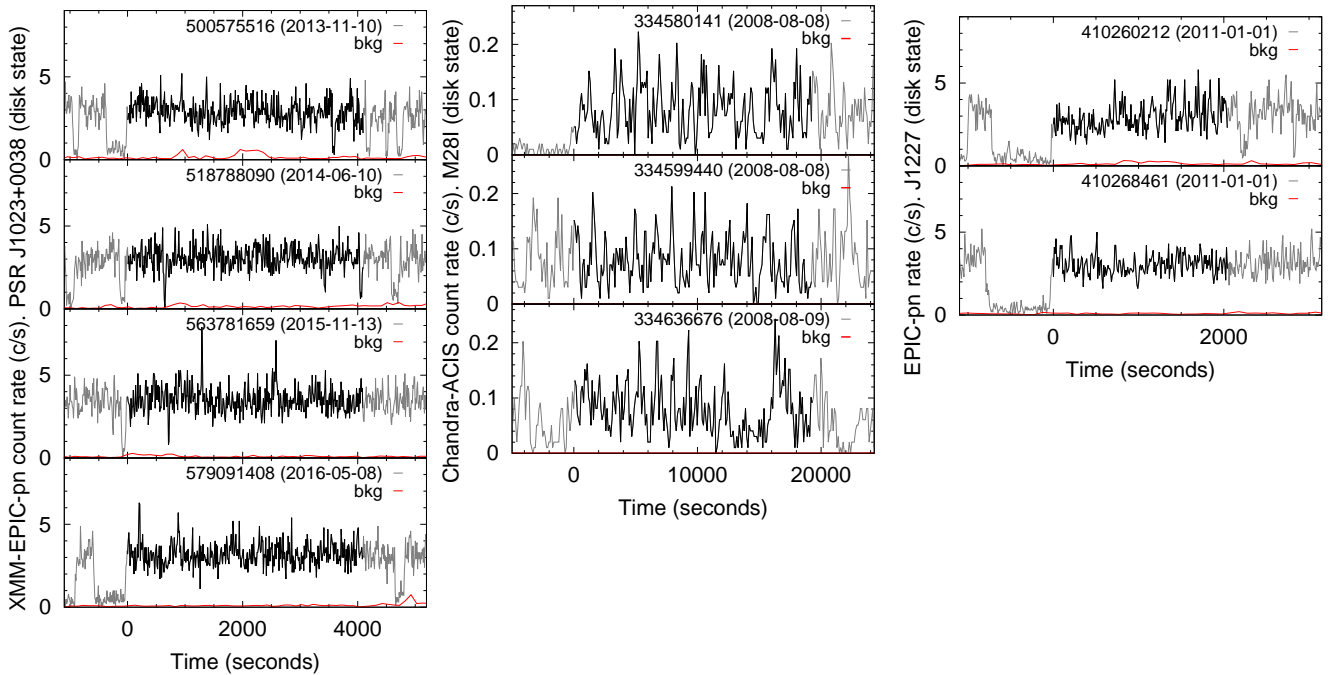 XMM-EPIC-pn count rate (c/s). PSR J1023+0038 (disk state)
500575516 (2013-11-10)
bkg
5
0
518788090 (2014-06-10)
bkg
5
0
563781659 (2015-11-13)
bkg
5
0
579091408 (2016-05-08)
bkg
5
0
0 2000 4000
Time (seconds)
Chandra-ACIS count rate (c/s). M28I (disk state)
334580141 (2008-08-08)
bkg
0.2
0.1
0
334599440 (2008-08-08)
bkg
0.2
0.1
0
334636676 (2008-08-09)
bkg
0.2
0.1
0
0 10000 20000
Time (seconds)
EPIC-pn rate (c/s). J1227 (disk state)
410260212 (2011-01-01)
bkg
5
0
410268461 (2011-01-01)
bkg
5
0
0 2000
Time (seconds)